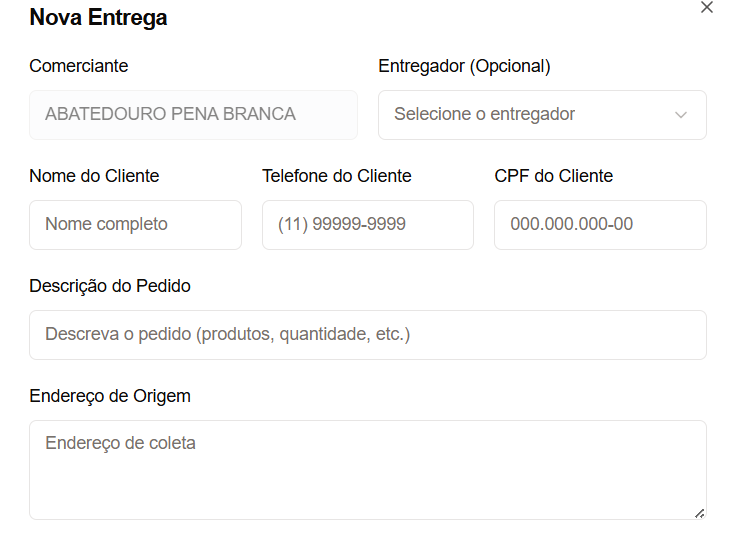 Nova Entrega
Comerciante
Entregador (Opcional)
ABATEDOURO PENA BRANCA
Selecione o entregador
Nome do Cliente
Telefone do Cliente
CPF do Cliente
Nome completo
(11) 99999-9999
000.000.000-00
Descrição do Pedido
Descreva o pedido (produtos, quantidade, etc.)
Endereço de Origem
Endereço de coleta